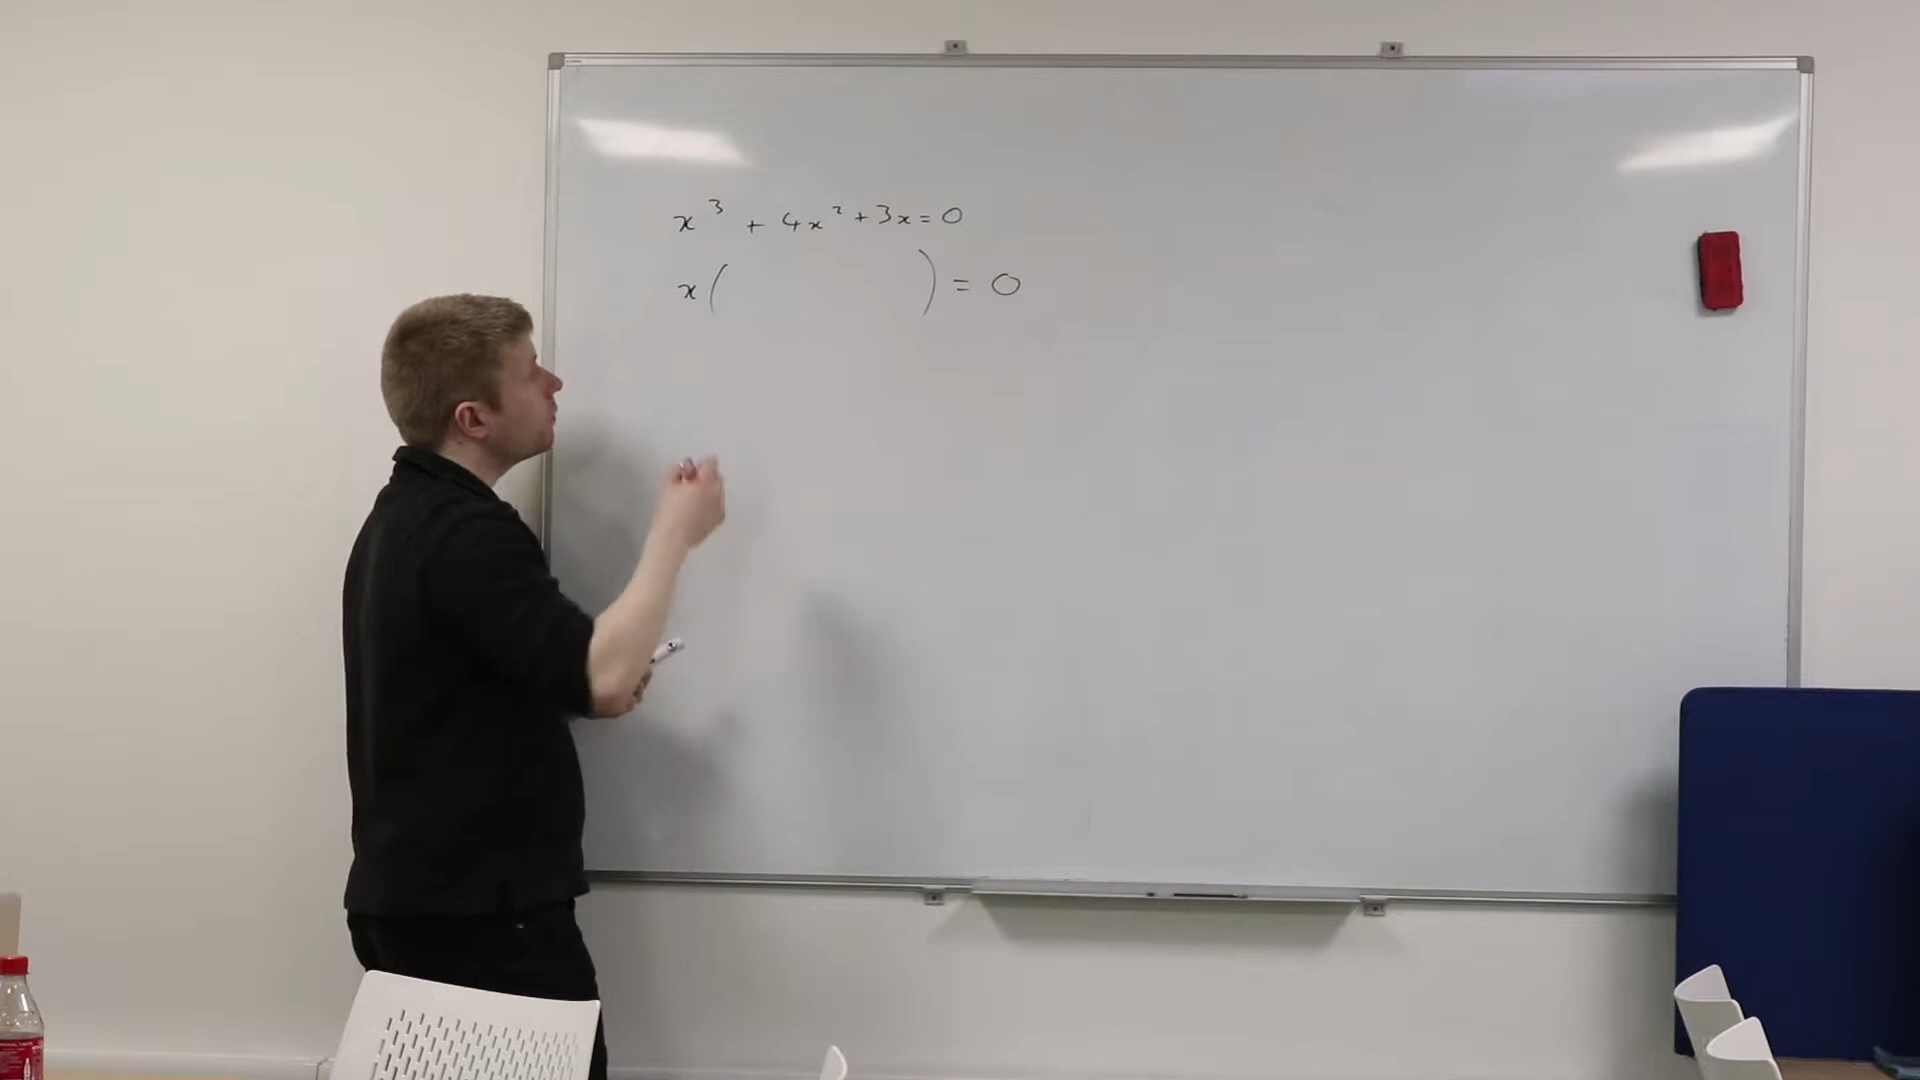 x³ + 4x² + 3x = 0
x(            ) = 0